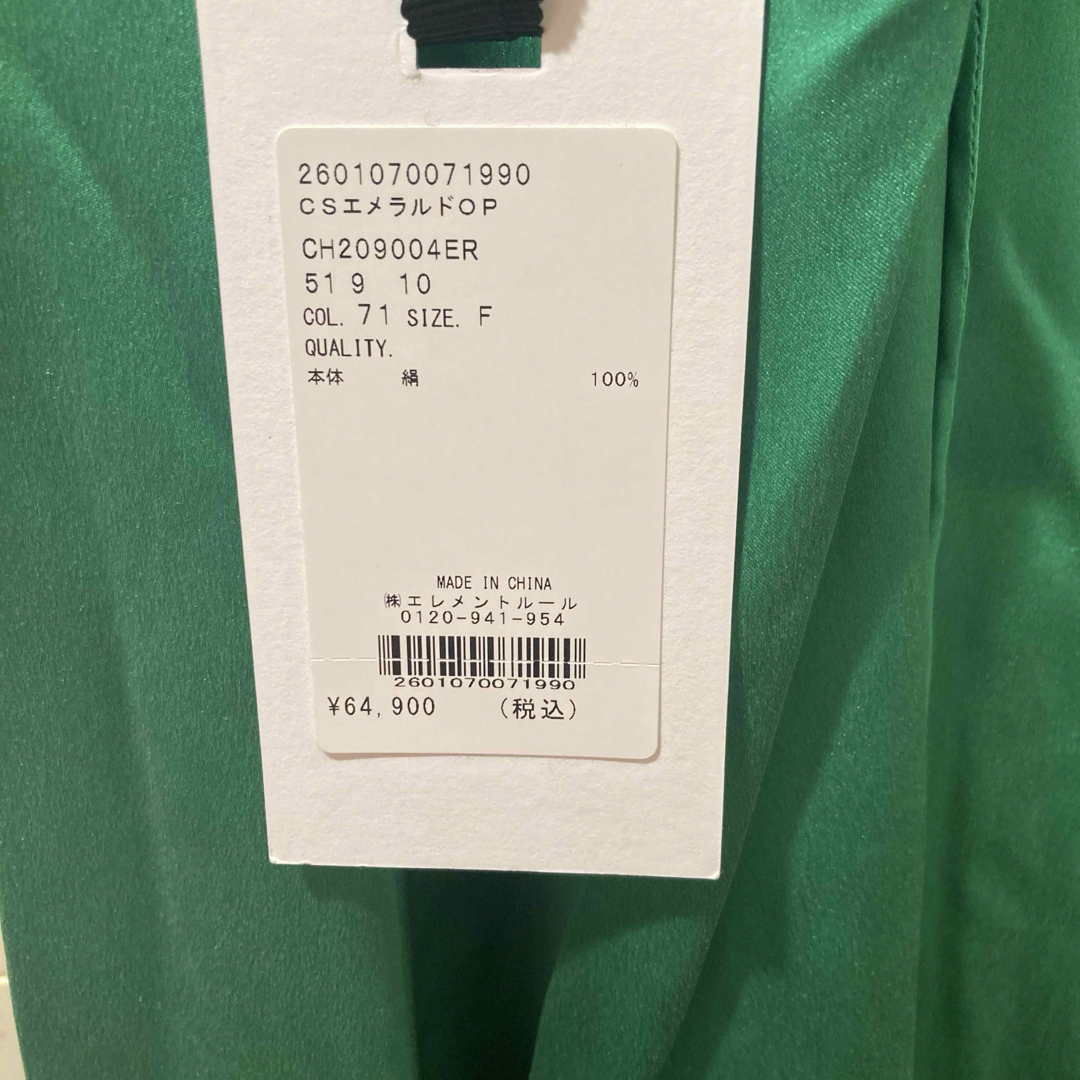 2601070071990
CSエメラルドOP
CH209004ER
51 9 10
COL. 71 SIZE. F
QUALITY.
本体 絹 100%
MADE IN CHINA
㈱エレメントルール
0120-941-954
2601070071990
¥64,900 (税込)